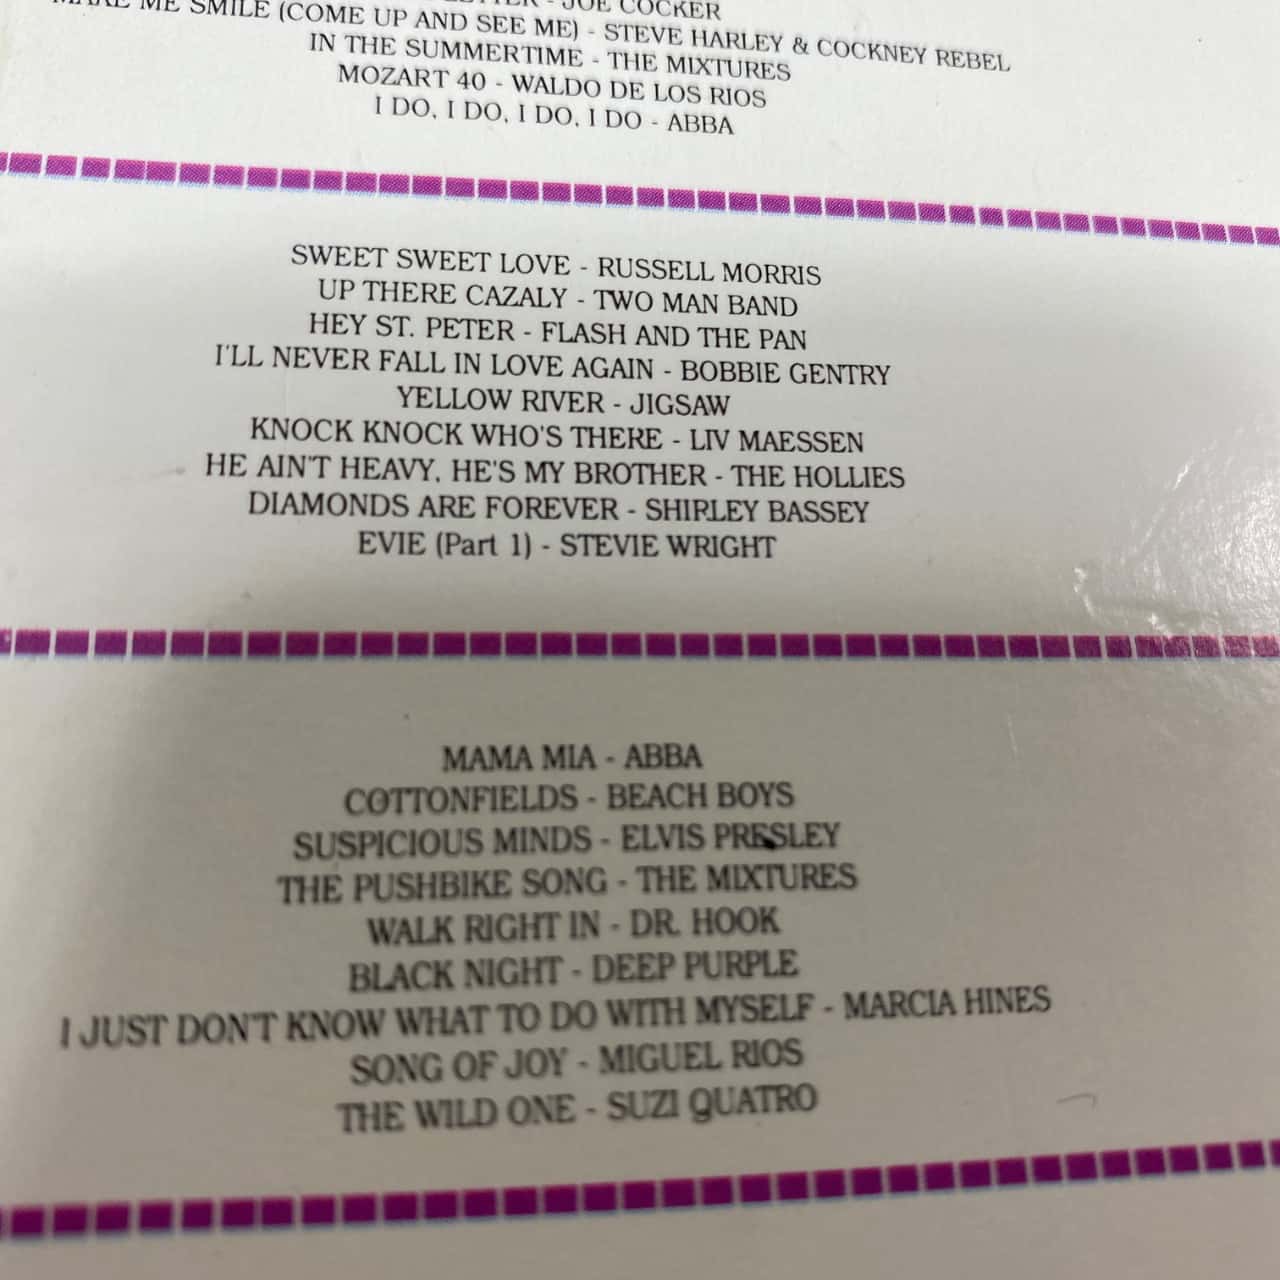 LETTER - JOE COCKER
MAKE ME SMILE (COME UP AND SEE ME) - STEVE HARLEY & COCKNEY REBEL
IN THE SUMMERTIME - THE MIXTURES
MOZART 40 - WALDO DE LOS RIOS
I DO, I DO, I DO, I DO - ABBA
SWEET SWEET LOVE - RUSSELL MORRIS
UP THERE CAZALY - TWO MAN BAND
HEY ST. PETER - FLASH AND THE PAN
I'LL NEVER FALL IN LOVE AGAIN - BOBBIE GENTRY
YELLOW RIVER - JIGSAW
KNOCK KNOCK WHO'S THERE - LIV MAESSEN
HE AIN'T HEAVY, HE'S MY BROTHER - THE HOLLIES
DIAMONDS ARE FOREVER - SHIRLEY BASSEY
EVIE (Part 1) - STEVIE WRIGHT
MAMA MIA - ABBA
COTTONFIELDS - BEACH BOYS
SUSPICIOUS MINDS - ELVIS PRESLEY
THE PUSHBIKE SONG - THE MIXTURES
WALK RIGHT IN - DR. HOOK
BLACK NIGHT - DEEP PURPLE
I JUST DON'T KNOW WHAT TO DO WITH MYSELF - MARCIA HINES
SONG OF JOY - MIGUEL RIOS
THE WILD ONE - SUZI QUATRO